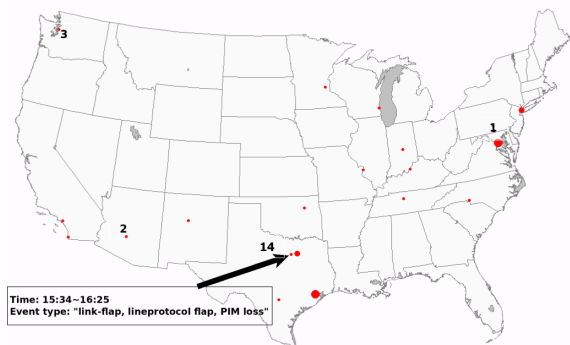 3
1
2
14
Time: 15:34~16:25
Event type: "link-flap, lineprotocol flap, PIM loss"